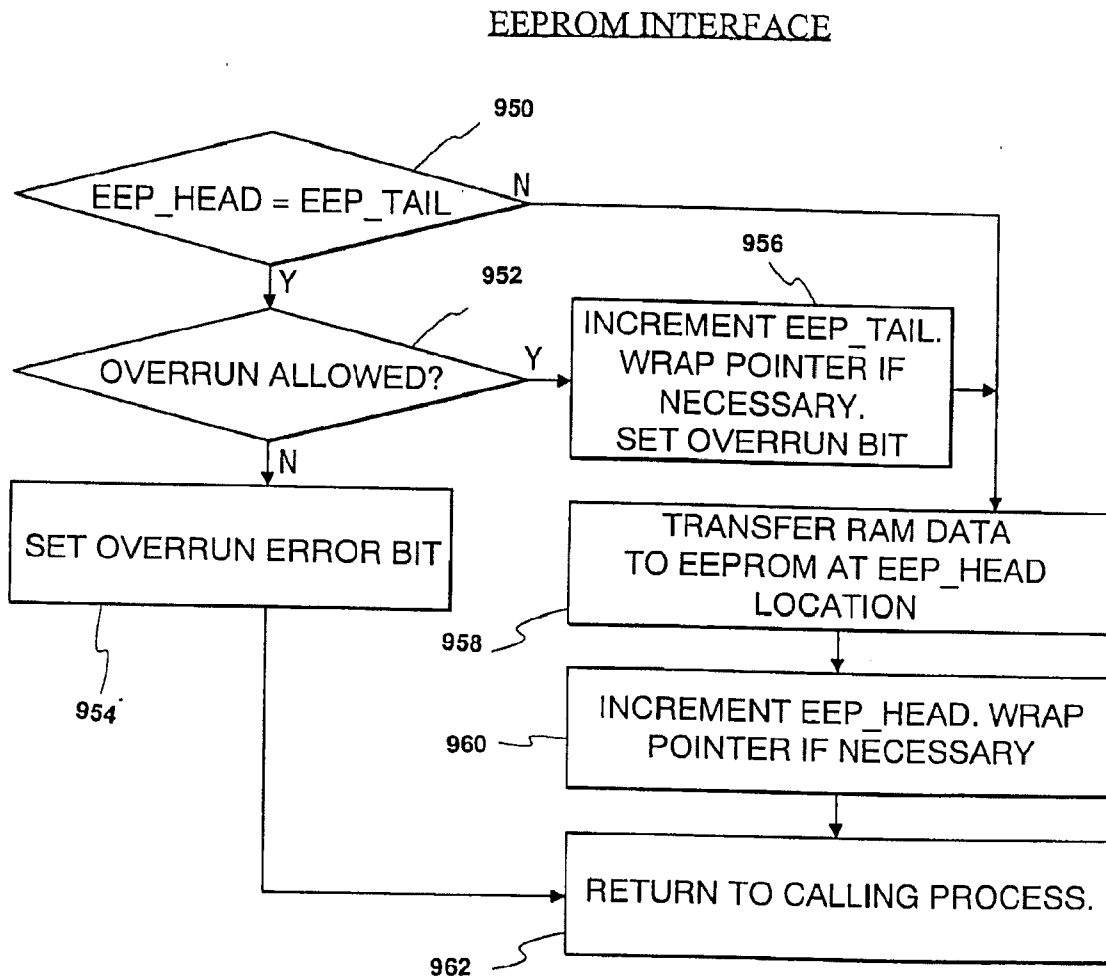 EEPROM INTERFACE
950
EEP_HEAD = EEP_TAIL
N
Y
952
OVERRUN ALLOWED?
Y
N
956
INCREMENT EEP_TAIL.
WRAP POINTER IF
NECESSARY.
SET OVERRUN BIT
SET OVERRUN ERROR BIT
954
TRANSFER RAM DATA
TO EEPROM AT EEP_HEAD
LOCATION
958
INCREMENT EEP_HEAD. WRAP
POINTER IF NECESSARY
960
RETURN TO CALLING PROCESS.
962